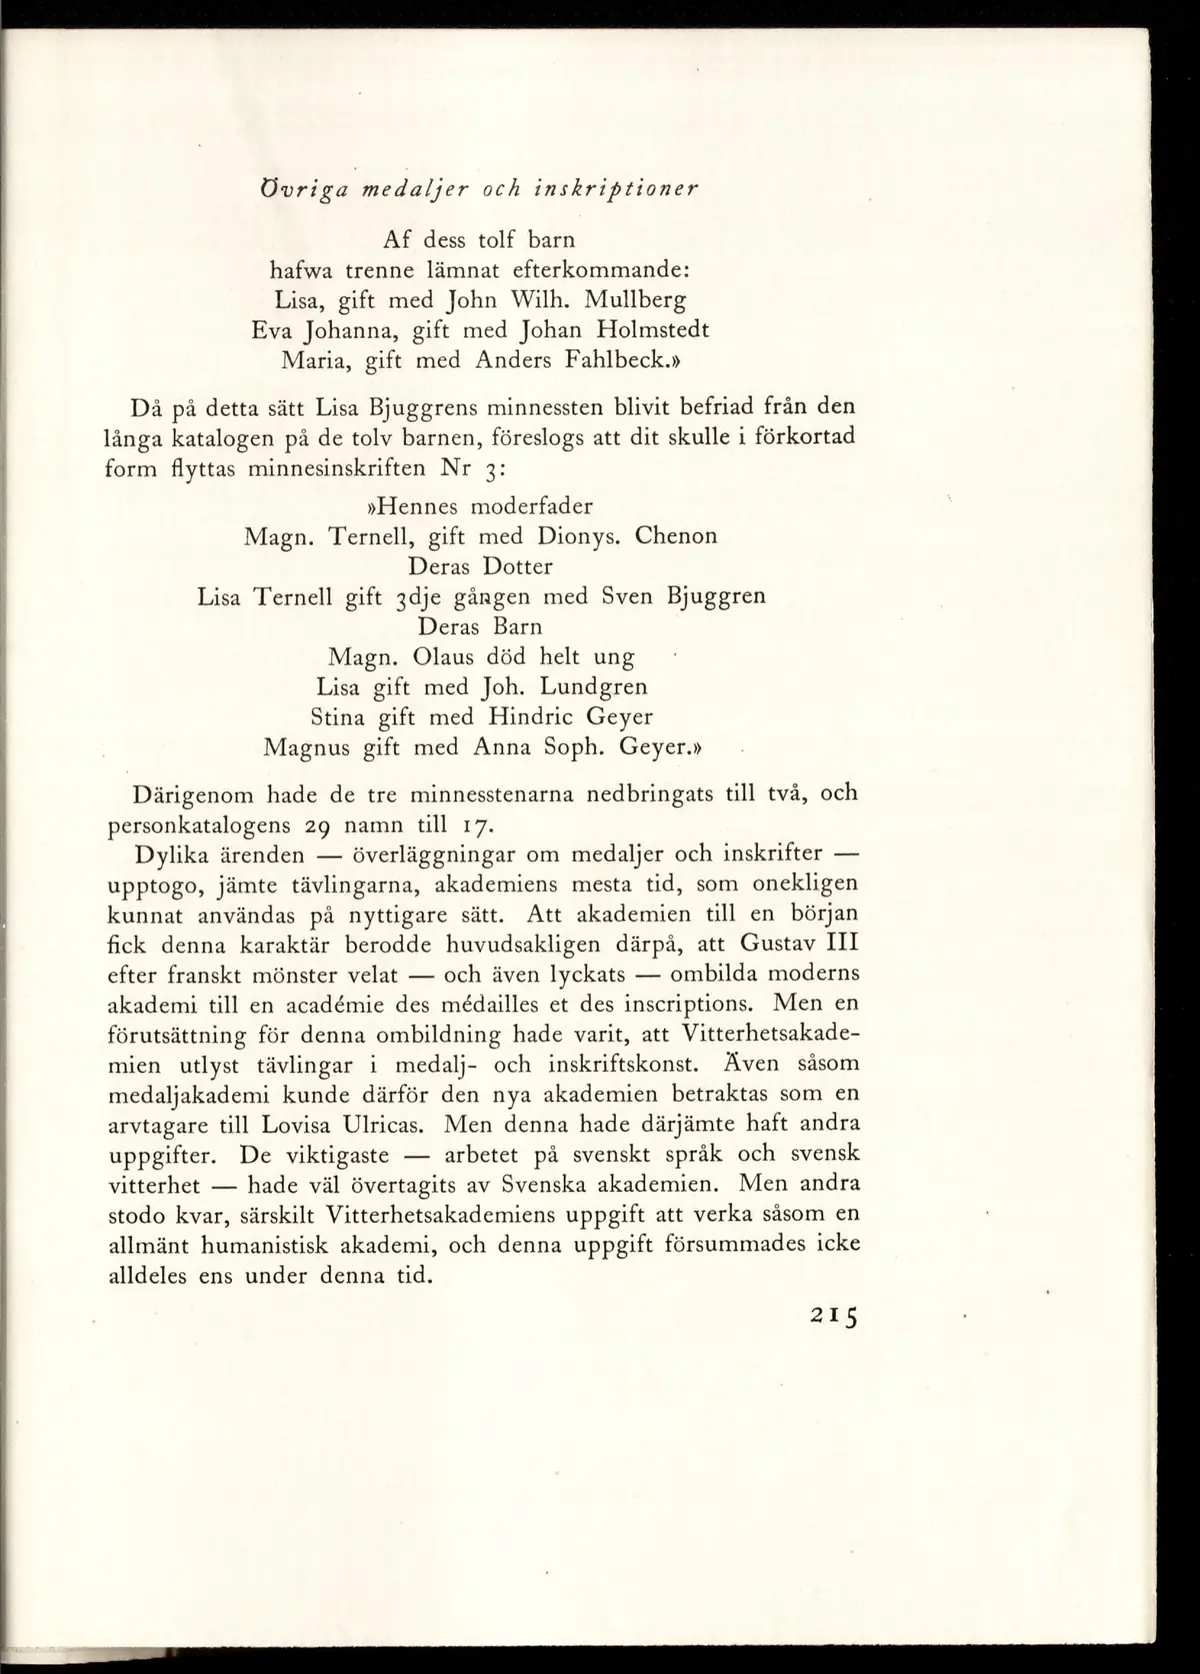 Övriga medaljer och inskriptioner
Af dess tolf barn
hafwa trenne lämnat efterkommande:
Lisa, gift med John Wilh. Mullberg
Eva Johanna, gift med Johan Holmstedt
Maria, gift med Anders Fahlbeck.»
Då på detta sätt Lisa Bjuggrens minnessten blivit befriad från den
långa katalogen på de tolv barnen, föreslogs att dit skulle i förkortad
form flyttas minnesinskriften Nr 3:
»Hennes moderfader
Magn. Ternell, gift med Dionys. Chenon
Deras Dotter
Lisa Ternell gift 3dje gången med Sven Bjuggren
Deras Barn
Magn. Olaus död helt ung
Lisa gift med Joh. Lundgren
Stina gift med Hindric Geyer
Magnus gift med Anna Soph. Geyer.»
Därigenom hade de tre minnesstenarna nedbringats till två, och
personkatalogens 29 namn till 17.
Dylika ärenden — överläggningar om medaljer och inskrifter —
upptogo, jämte tävlingarna, akademiens mesta tid, som onekligen
kunnat användas på nyttigare sätt. Att akademien till en början
fick denna karaktär berodde huvudsakligen därpå, att Gustav III
efter franskt mönster velat — och även lyckats — ombilda moderns
akademi till en académie des médailles et des inscriptions. Men en
förutsättning för denna ombildning hade varit, att Vitterhetsakade-
mien utlyst tävlingar i medalj- och inskriftskonst. Även såsom
medaljakademi kunde därför den nya akademien betraktas som en
arvtagare till Lovisa Ulricas. Men denna hade därjämte haft andra
uppgifter. De viktigaste — arbetet på svenskt språk och svensk
vitterhet — hade väl övertagits av Svenska akademien. Men andra
stodo kvar, särskilt Vitterhetsakademiens uppgift att verka såsom en
allmänt humanistisk akademi, och denna uppgift försummades icke
alldeles ens under denna tid.
215